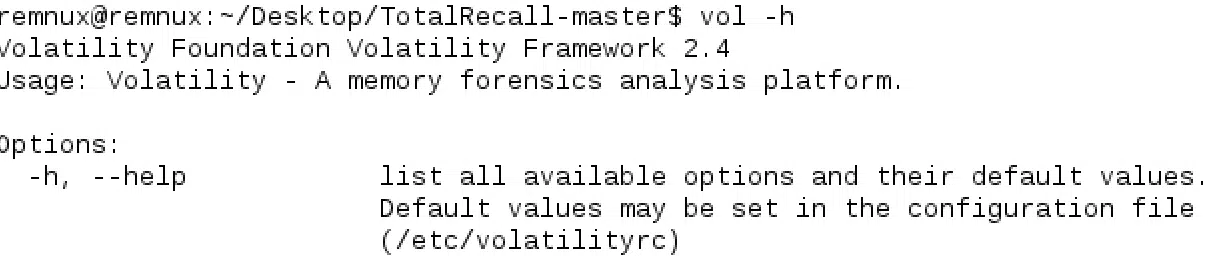 remnux@remnux:~/Desktop/TotalRecall-master$ vol -h
Volatility Foundation Volatility Framework 2.4
Usage: Volatility - A memory forensics analysis platform.
Options:
-h, --help list all available options and their default values.
Default values may be set in the configuration file
(/etc/volatilityrc)